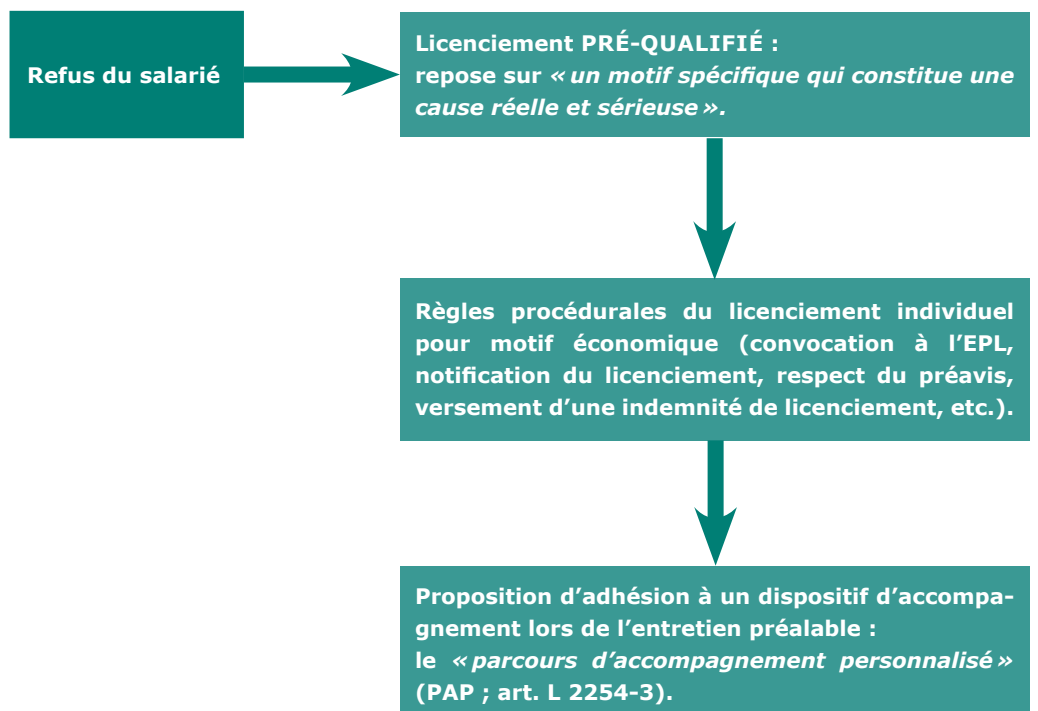 Refus du salarié
Licenciement PRÉ-QUALIFIÉ :
repose sur « un motif spécifique qui constitue une
cause réelle et sérieuse ».
Règles procédurales du licenciement individuel
pour motif économique (convocation à l’EPL,
notification du licenciement, respect du préavis,
versement d’une indemnité de licenciement, etc.).
Proposition d’adhésion à un dispositif d’accompa-
gnement lors de l’entretien préalable :
le « parcours d’accompagnement personnalisé »
(PAP ; art. L 2254-3).